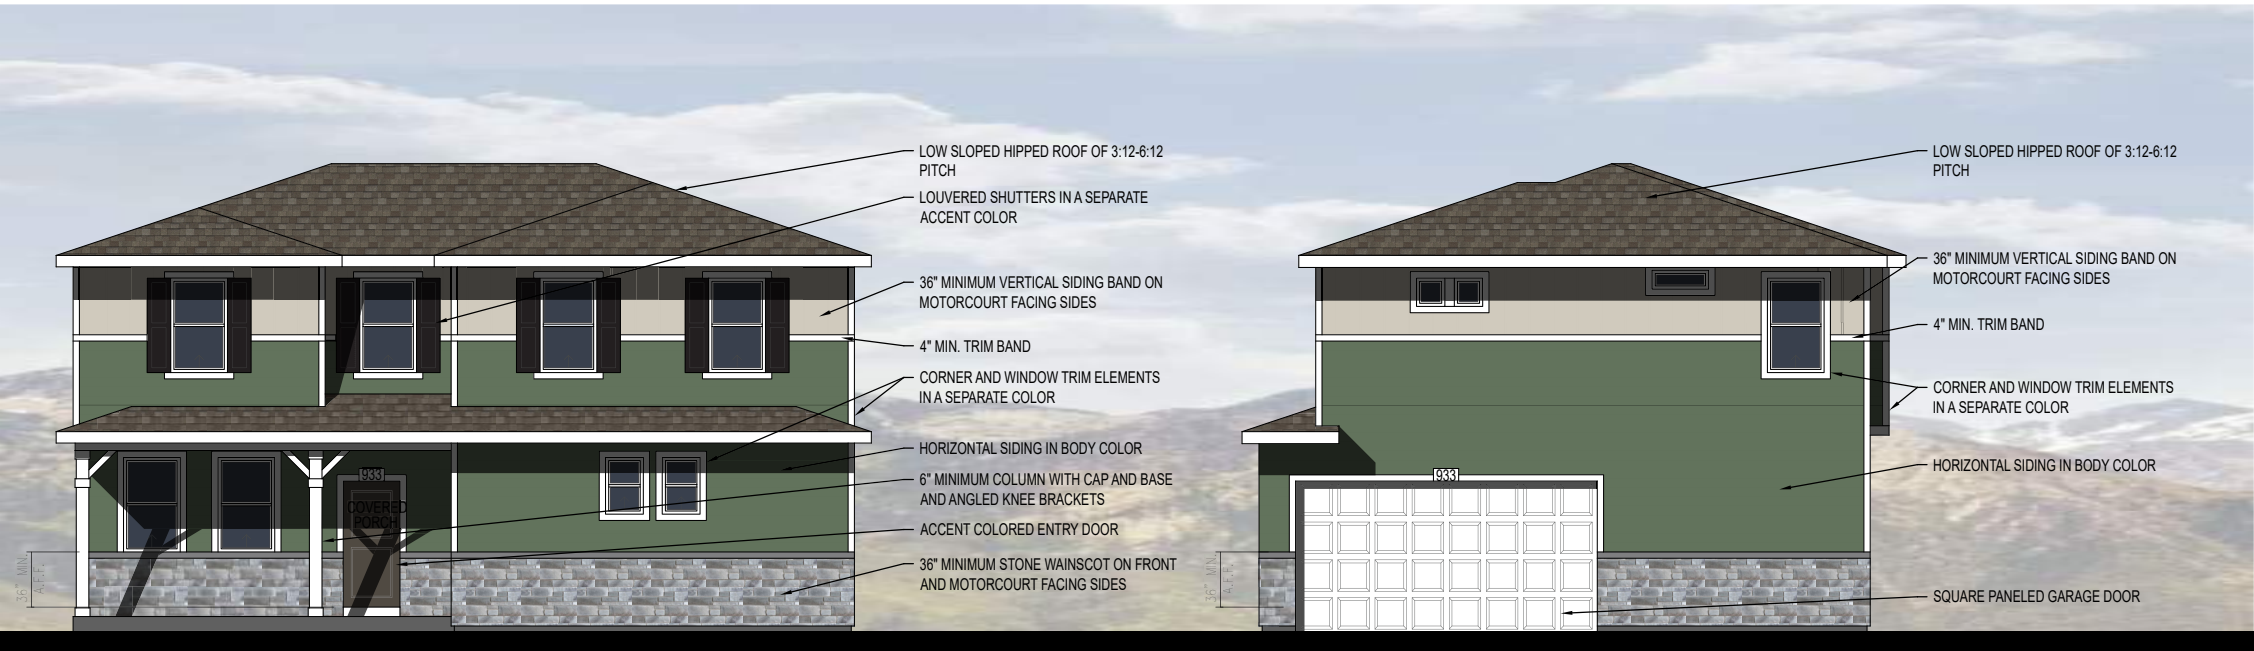 LOW SLOPED HIPPED ROOF OF 3:12-6:12
PITCH
LOUVERED SHUTTERS IN A SEPARATE
ACCENT COLOR
36" MINIMUM VERTICAL SIDING BAND ON
MOTORCOURT FACING SIDES
4" MIN. TRIM BAND
CORNER AND WINDOW TRIM ELEMENTS
IN A SEPARATE COLOR
HORIZONTAL SIDING IN BODY COLOR
6" MINIMUM COLUMN WITH CAP AND BASE
AND ANGLED KNEE BRACKETS
ACCENT COLORED ENTRY DOOR
36" MINIMUM STONE WAINSCOT ON FRONT
AND MOTORCOURT FACING SIDES
933
COVERED
PORCH
36" MIN.
A.F.F.
LOW SLOPED HIPPED ROOF OF 3:12-6:12
PITCH
36" MINIMUM VERTICAL SIDING BAND ON
MOTORCOURT FACING SIDES
4" MIN. TRIM BAND
CORNER AND WINDOW TRIM ELEMENTS
IN A SEPARATE COLOR
HORIZONTAL SIDING IN BODY COLOR
SQUARE PANELED GARAGE DOOR
933
36" MIN.
A.F.F.